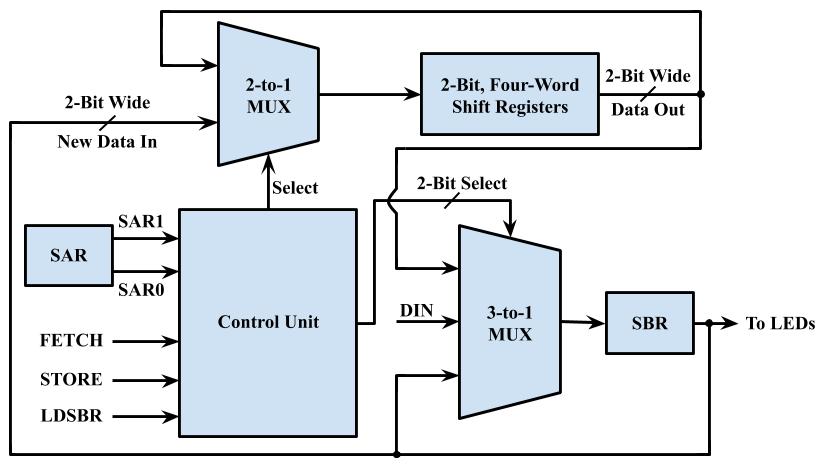 2-to-1
MUX
2-Bit, Four-Word
Shift Registers
2-Bit Wide
Data Out
2-Bit Wide
New Data In
Select
2-Bit Select
SAR
SAR1
SAR0
Control Unit
FETCH
STORE
LDSBR
DIN
3-to-1
MUX
SBR
To LEDs